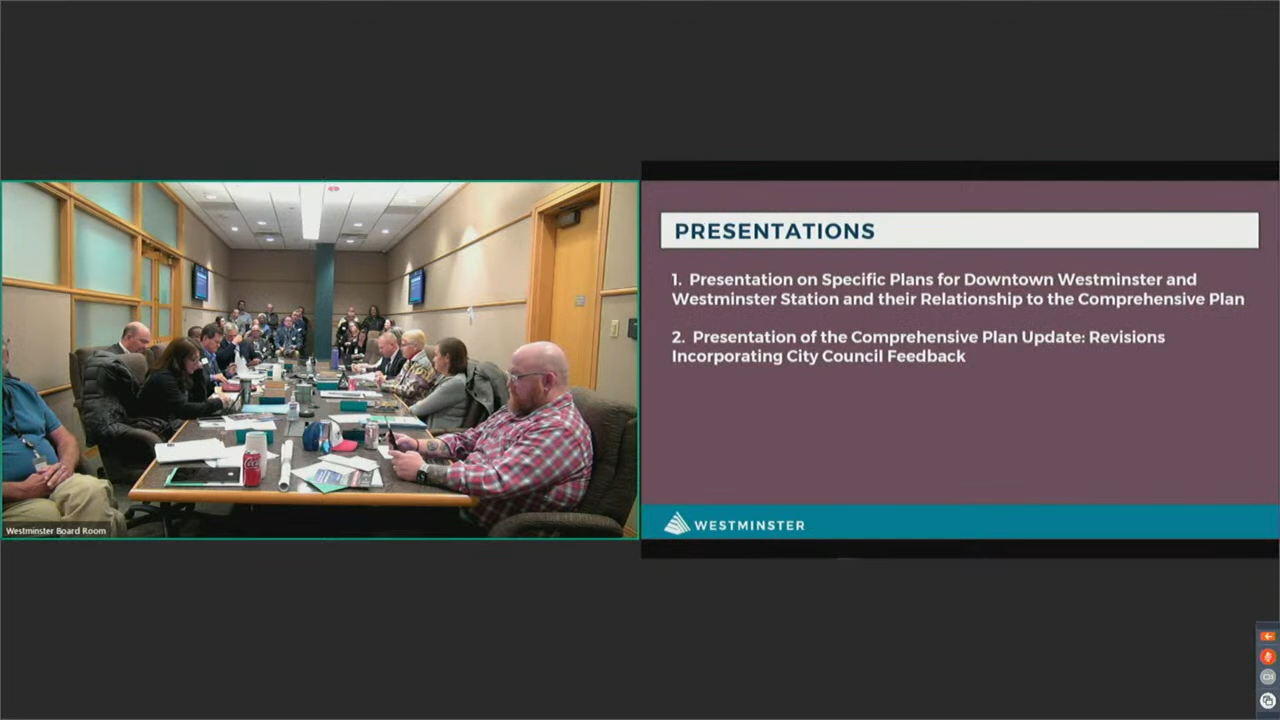 PRESENTATIONS
1. Presentation on Specific Plans for Downtown Westminster and
Westminster Station and their Relationship to the Comprehensive Plan
2. Presentation of the Comprehensive Plan Update: Revisions
Incorporating City Council Feedback
WESTMINSTER
Westminster Board Room